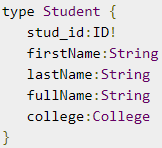 type Student {
   stud_id:ID!
   firstName:String
   lastName:String
   fullName:String
   college:College
}